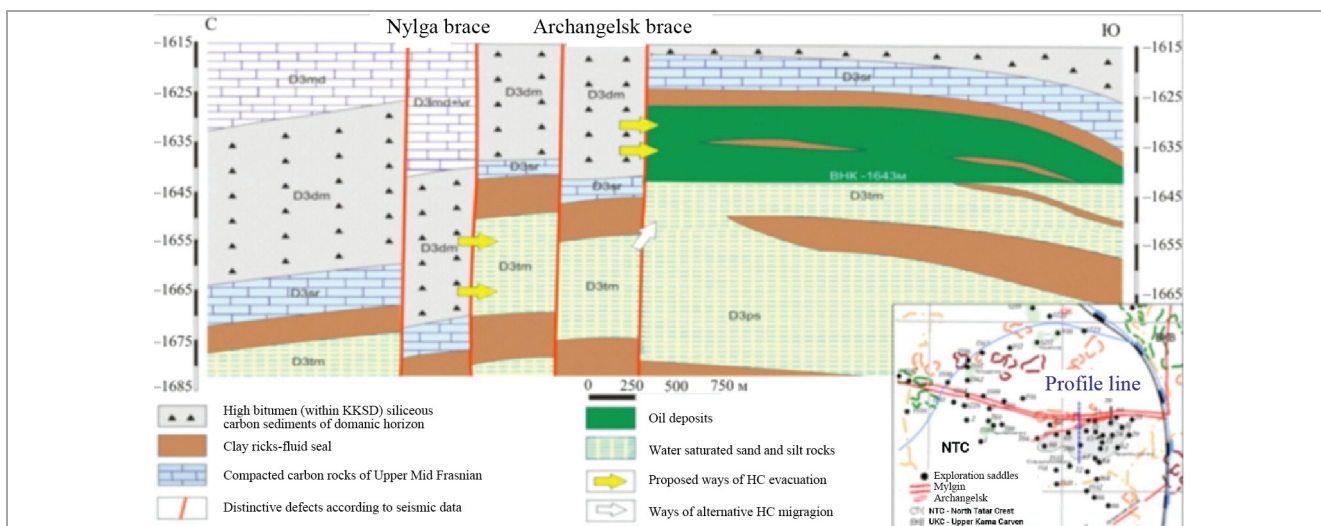 С
Nylga brace
Archangelsk brace
Ю
–1615
–1625
–1635
–1645
–1655
–1665
–1675
–1685
–1615
–1625
–1635
–1645
–1655
–1665
D3md
D3md+vr
D3dm
D3dm
D3sr
D3dm
D3sr
D3sr
ВНК -1643м
D3tm
D3dm
D3tm
D3tm
D3sr
D3ps
D3tm
0 250 500 750 м
High bitumen (within KKSD) siliceous
carbon sediments of domanic horizon
Clay ricks-fluid seal
Compacted carbon rocks of Upper Mid Frasnian
Distinctive defects according to seismic data
Oil deposits
Water saturated sand and silt rocks
Proposed ways of HC evacuation
Ways of alternative HC migragion
Profile line
NTC
Exploration saddles
Mylgin
Archangelsk
NTC - North Tatar Crest
UKC - Upper Kama Carven